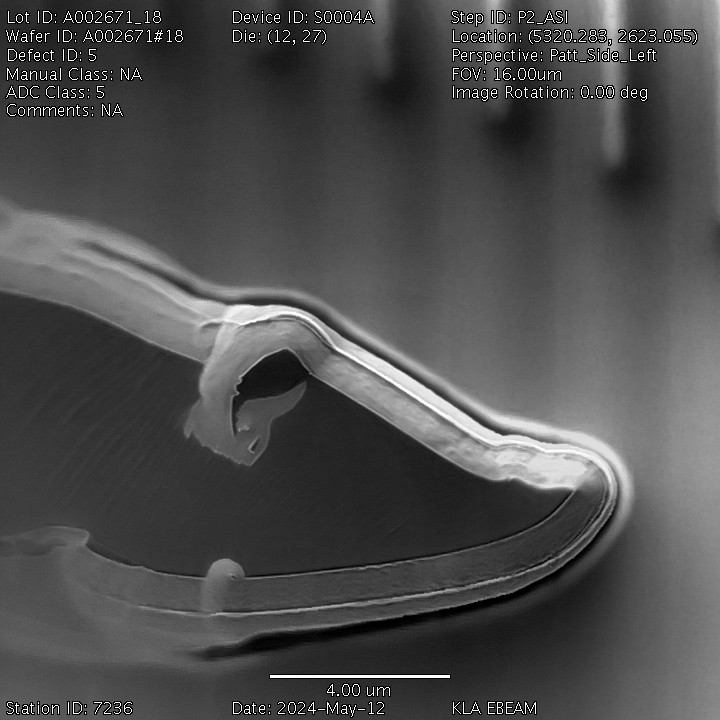 Lot ID: A002671_18
Wafer ID: A002671#18
Defect ID: 5
Manual Class: NA
ADC Class: 5
Comments: NA
Device ID: S0004A
Die: (12, 27)
Step ID: P2_ASI
Location: (5320.283, 2623.055)
Perspective: Patt_Side_Left
FOV: 16.00um
Image Rotation: 0.00 deg
4.00 um
Station ID: 7236
Date: 2024-May-12
KLA EBEAM